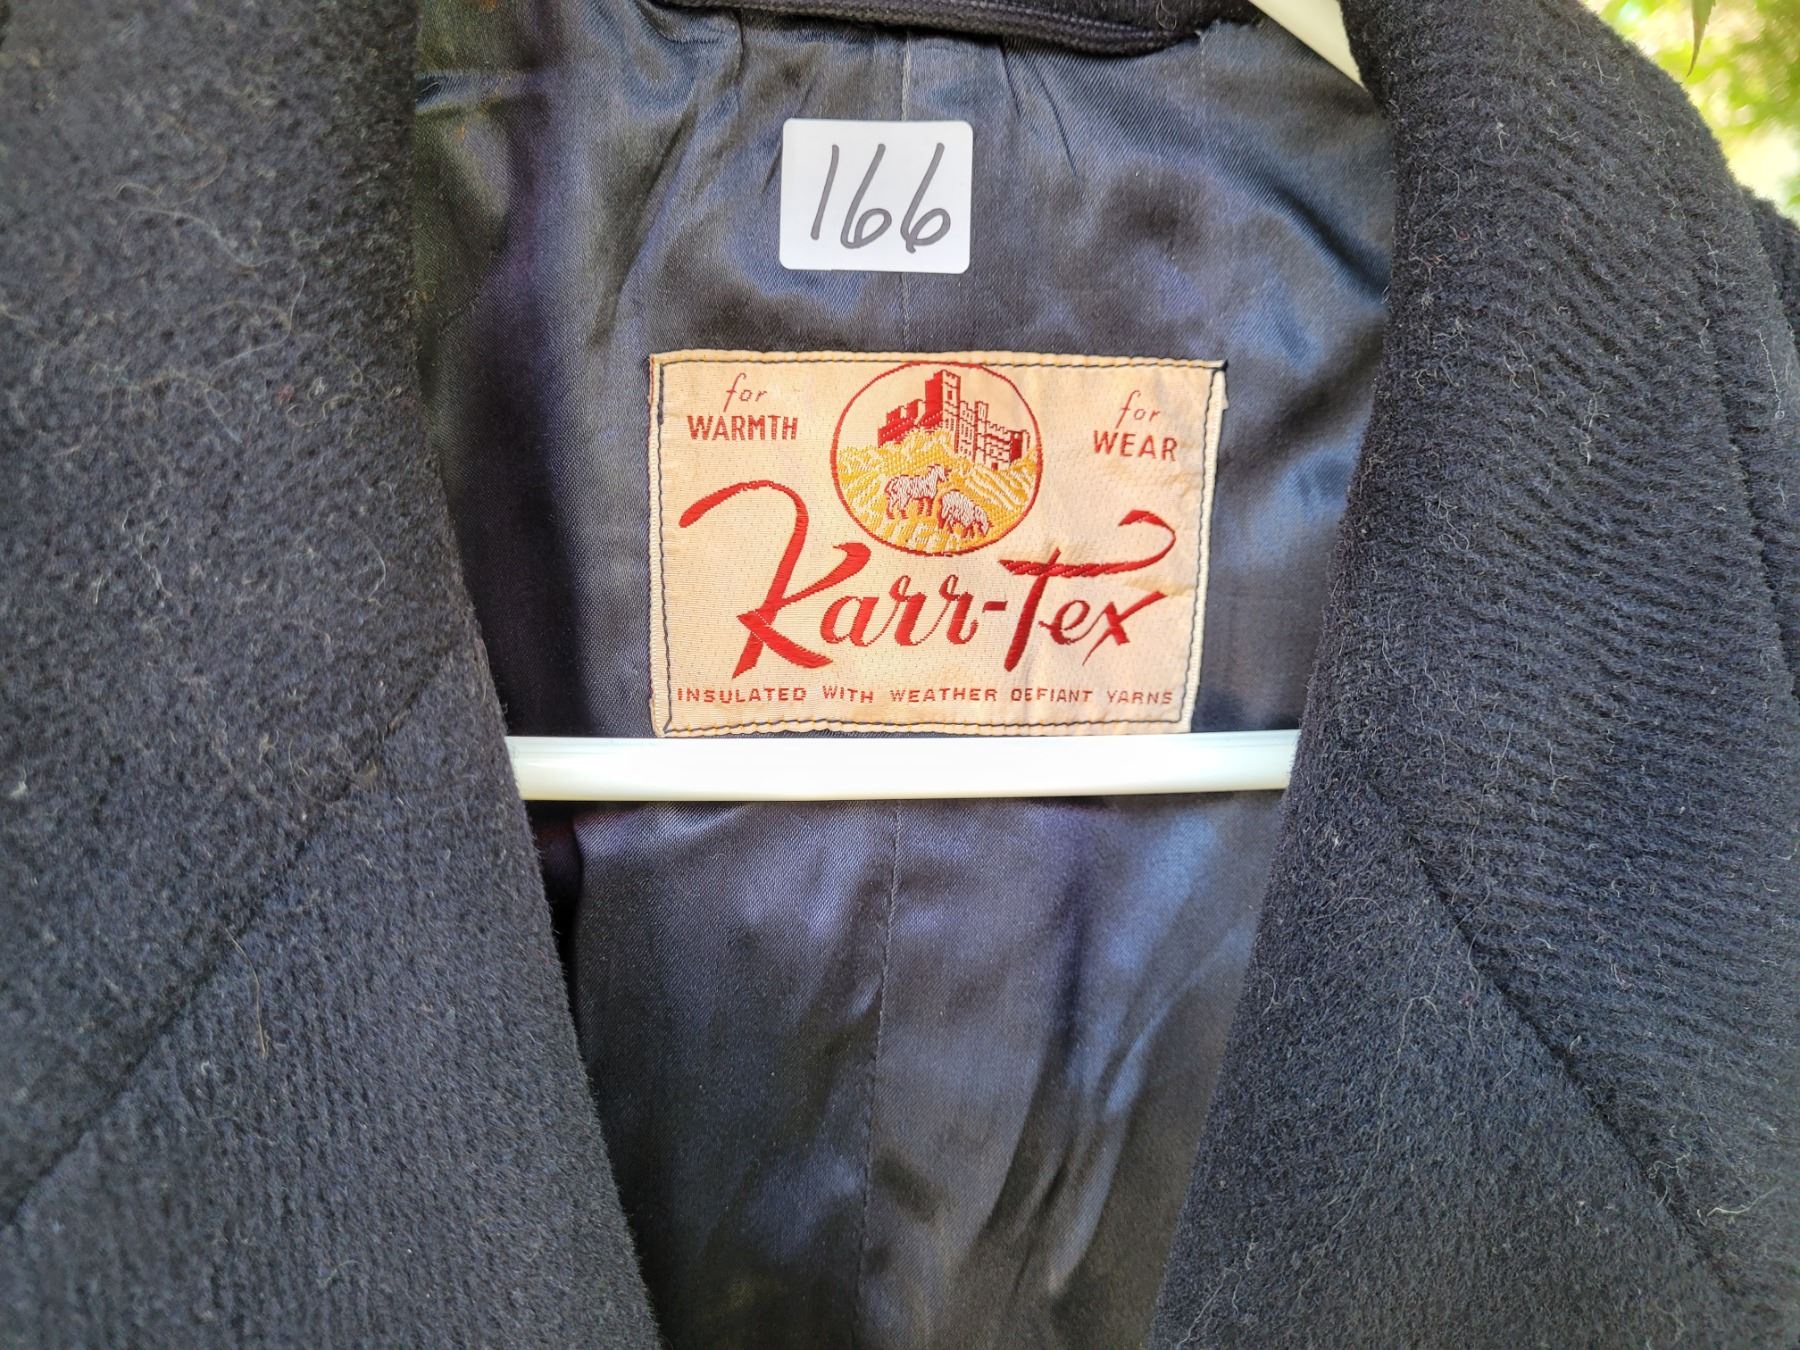 166
for
WARMTH
for
WEAR
Karr-Tex
INSULATED WITH WEATHER DEFIANT YARNS